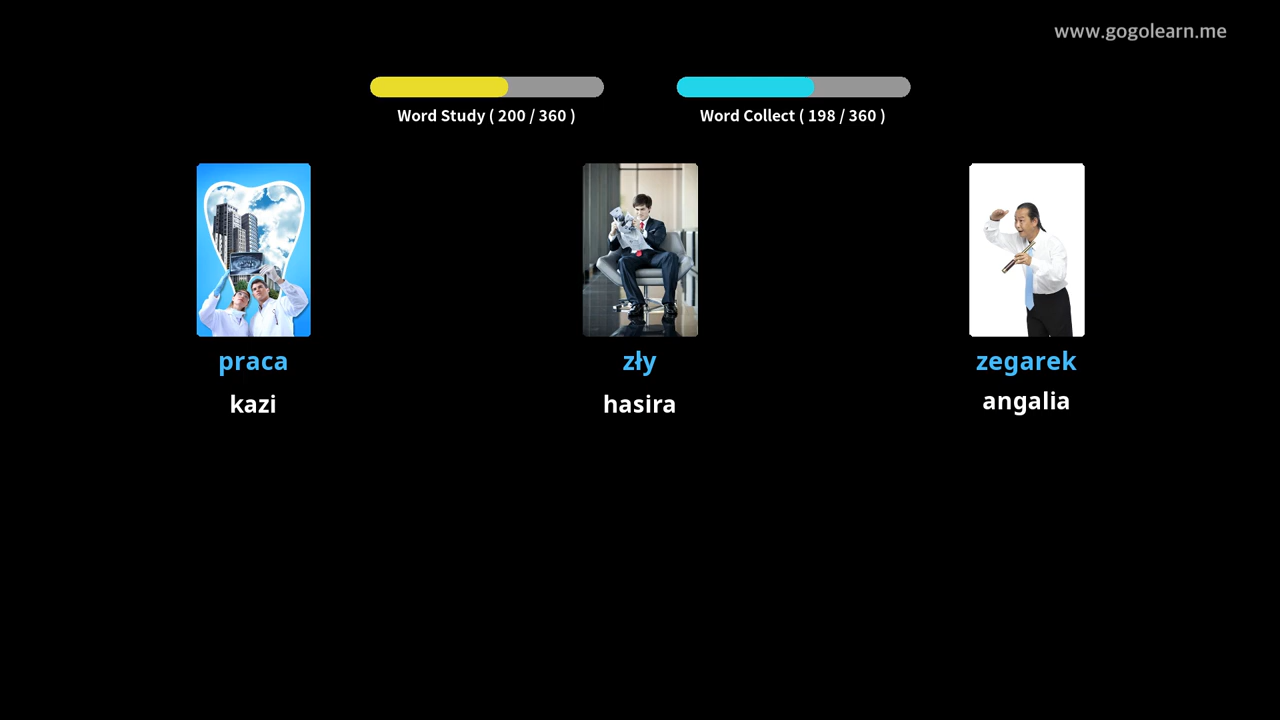 www.gogolearn.me
Word Study ( 200 / 360 )
Word Collect ( 198 / 360 )
praca
zły
zegarek
kazi
hasira
angalia